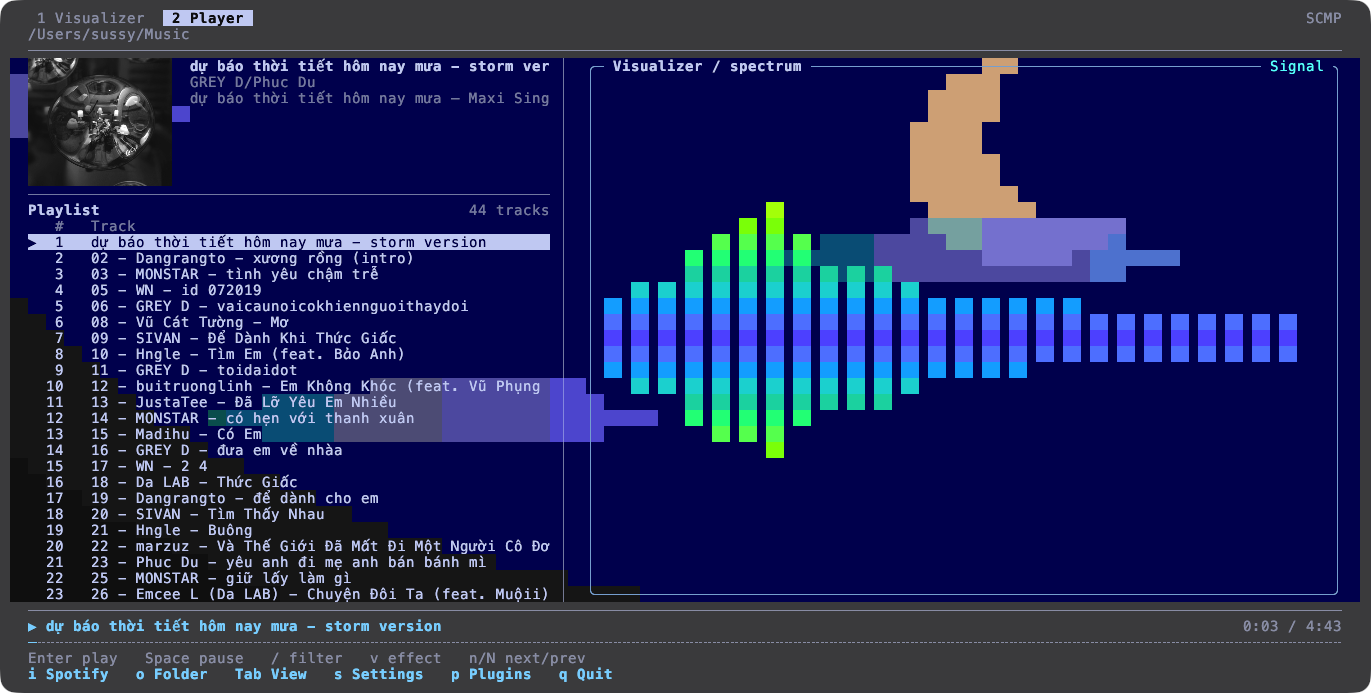 1 Visualizer 2 Player SCMP
/Users/sussy/Music
dự báo thời tiết hôm nay mưa – storm ver
GREY D/Phuc Du
dự báo thời tiết hôm nay mưa – Maxi Sing
Playlist 44 tracks
# Track
▶ 1 dự báo thời tiết hôm nay mưa – storm version
2 02 – Dangrangto – xương rồng (intro)
3 03 – MONSTAR – tình yêu chậm trễ
4 05 – WN – id 072019
5 06 – GREY D – vaicaunoicokhiennguoithaydoi
6 08 – Vũ Cát Tường – Mơ
7 09 – SIVAN – Để Dành Khi Thức Giấc
8 10 – Hngle – Tìm Em (feat. Bảo Anh)
9 11 – GREY D – toidaidot
10 12 – buitruonglinh – Em Không Khóc (feat. Vũ Phụng
11 13 – JustaTee – Đã Lỡ Yêu Em Nhiều
12 14 – MONSTAR – có hẹn với thanh xuân
13 15 – Madihu – Có Em
14 16 – GREY D – đưa em về nhàa
15 17 – WN – 2 4
16 18 – Da LAB – Thức Giấc
17 19 – Dangrangto – để dành cho em
18 20 – SIVAN – Tìm Thấy Nhau
19 21 – Hngle – Buông
20 22 – marzuz – Và Thế Giới Đã Mất Đi Một Người Cô Đơ
21 23 – Phuc Du – yêu anh đi mẹ anh bán bánh mì
22 25 – MONSTAR – giữ lấy làm gì
23 26 – Emcee L (Da LAB) – Chuyện Đôi Ta (feat. Muộii)
Visualizer / spectrum Signal
▶ dự báo thời tiết hôm nay mưa – storm version 0:03 / 4:43
Enter play Space pause / filter v effect n/N next/prev
i Spotify o Folder Tab View s Settings p Plugins q Quit